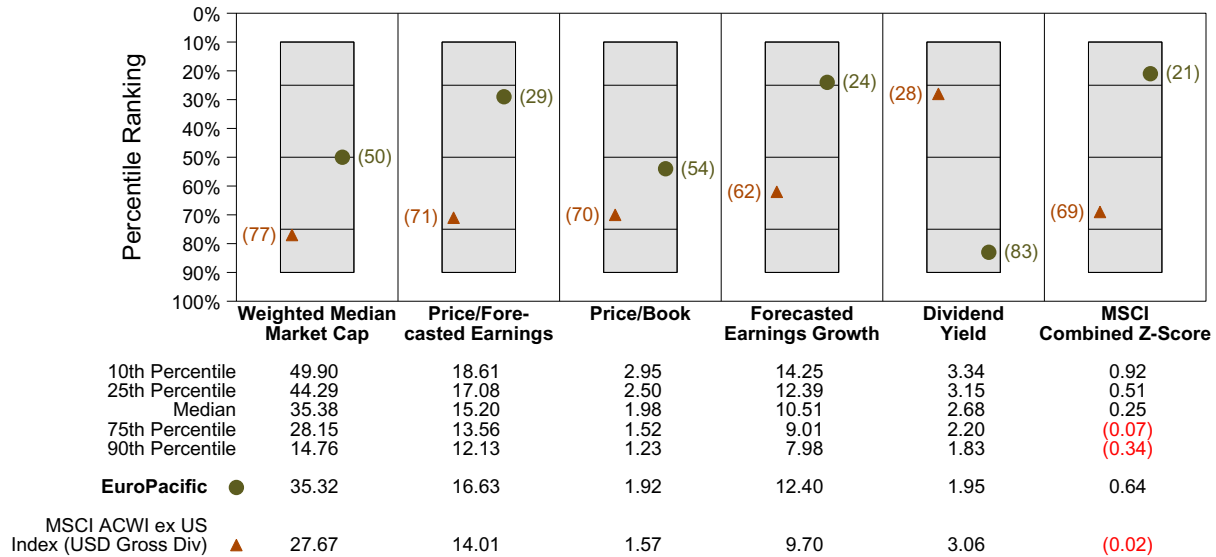 0%
10%
20%
30%
40%
50%
60%
70%
80%
90%
100%
Percentile Ranking
(50)
(77)
(29)
(71)
(54)
(70)
(24)
(62)
(28)
(83)
(21)
(69)
Weighted Median Market Cap
Price/Fore-casted Earnings
Price/Book
Forecasted Earnings Growth
Dividend Yield
MSCI Combined Z-Score
10th Percentile 49.90 18.61 2.95 14.25 3.34 0.92
25th Percentile 44.29 17.08 2.50 12.39 3.15 0.51
Median 35.38 15.20 1.98 10.51 2.68 0.25
75th Percentile 28.15 13.56 1.52 9.01 2.20 (0.07)
90th Percentile 14.76 12.13 1.23 7.98 1.83 (0.34)
EuroPacific 35.32 16.63 1.92 12.40 1.95 0.64
MSCI ACWI ex US
Index (USD Gross Div) 27.67 14.01 1.57 9.70 3.06 (0.02)